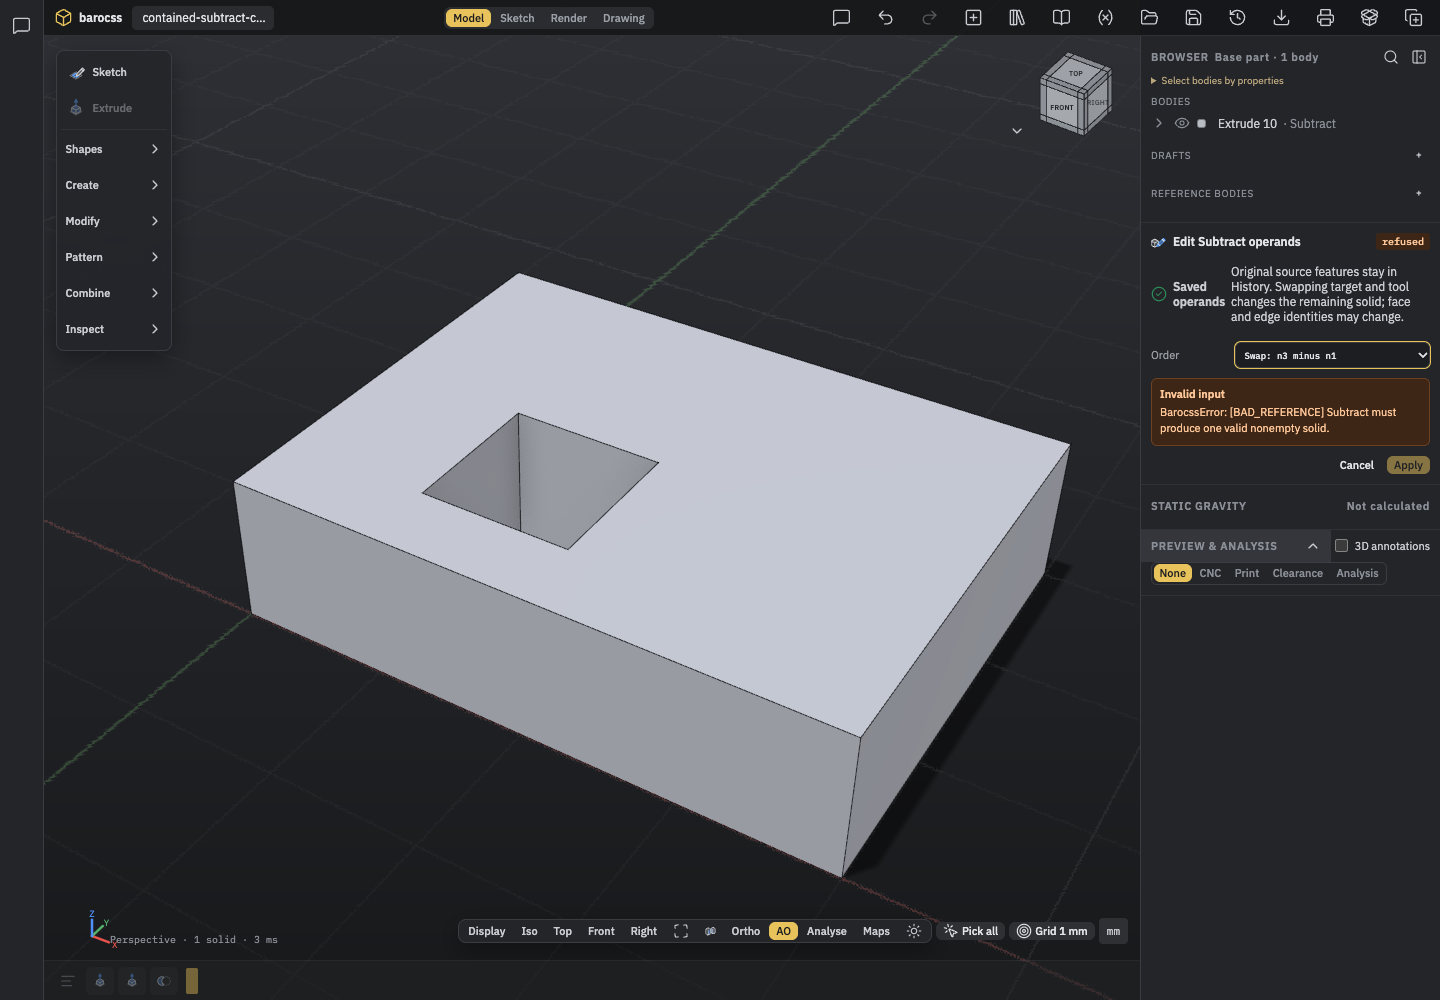 barocss
contained-subtract-c...
Model
Sketch
Render
Drawing
Sketch
Extrude
Shapes
Create
Modify
Pattern
Combine
Inspect
TOP
FRONT
RIGHT
BROWSER Base part · 1 body
Select bodies by properties
BODIES
Extrude 10 · Subtract
DRAFTS
REFERENCE BODIES
Edit Subtract operands
refused
Saved operands
Original source features stay in
History. Swapping target and tool
changes the remaining solid; face
and edge identities may change.
Order
Swap: n3 minus n1
Invalid input
BarocssError: [BAD_REFERENCE] Subtract must
produce one valid nonempty solid.
Cancel
Apply
STATIC GRAVITY
Not calculated
PREVIEW & ANALYSIS
3D annotations
None
CNC
Print
Clearance
Analysis
Z
Y
X
Perspective · 1 solid · 3 ms
Display
Iso
Top
Front
Right
Ortho
AO
Analyse
Maps
Pick all
Grid 1 mm
mm